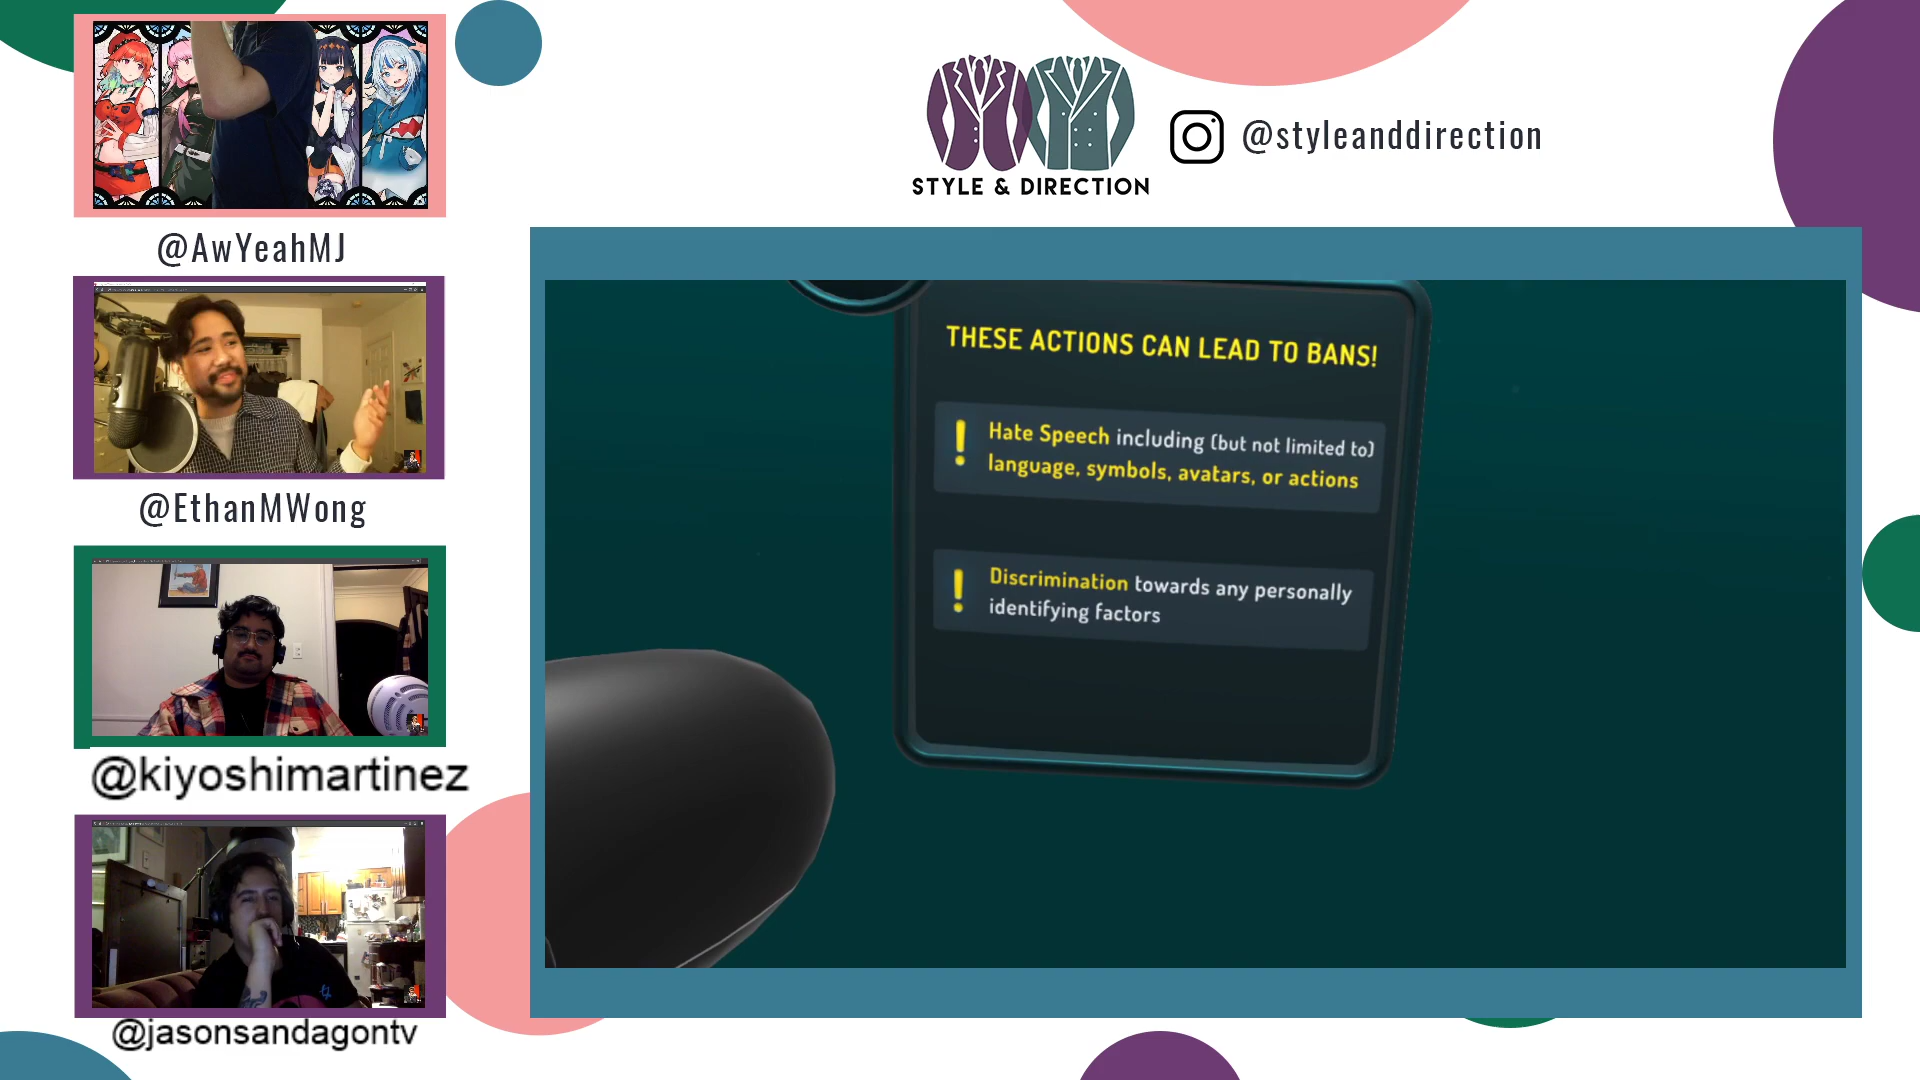 @AwYeahMJ
@EthanMWong
@kiyoshimartinez
@jasonsandagontv
STYLE & DIRECTION
@styleanddirection
THESE ACTIONS CAN LEAD TO BANS!
! Hate Speech including (but not limited to)
language, symbols, avatars, or actions
! Discrimination towards any personally
identifying factors